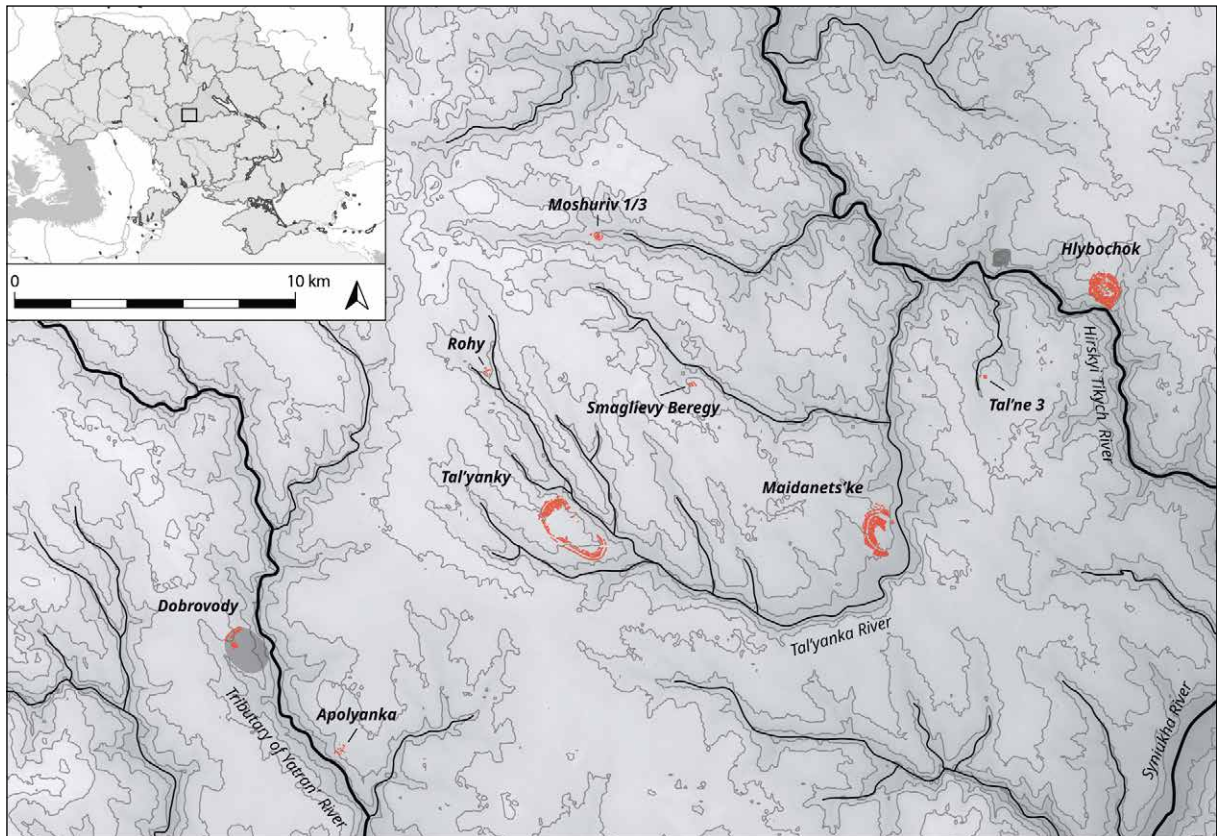 0
10 km
Moshuriv 1/3
Hlybochok
Rohy
Smaglievy Beregy
Tal'ne 3
Hirskyi Tikych River
Tal'yanky
Maidanets'ke
Dobrovody
Tal'yanka River
Apolyanka
Tributary of Yatran' River
Syniukha River